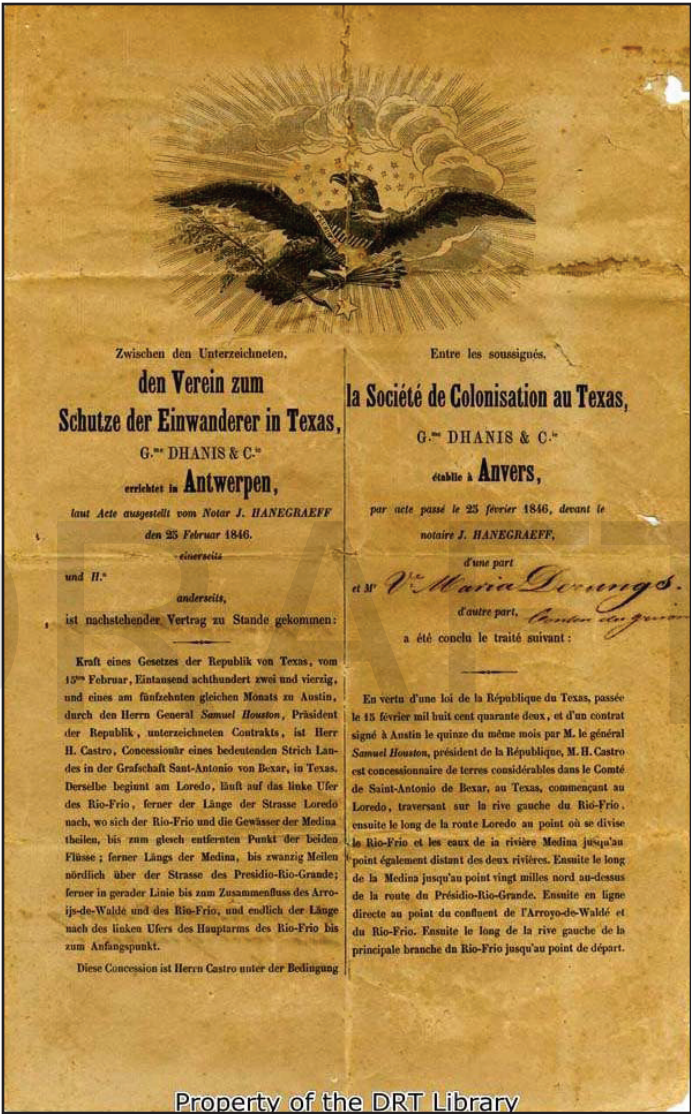 Zwischen den Unterzeichneten,
den Verein zum
Schutze der Einwanderer in Texas,
G.me DHANIS & C.ie
errichtet in Antwerpen,
laut Acte ausgestellt vom Notar J. HANEGRAEFF
den 25 Februar 1846.
einerseits
und H.n
anderseits,
ist nachstehender Vertrag zu Stande gekommen:
Kraft eines Gesetzes der Republik von Texas, vom
15ten Februar, Eintausend achthundert zwei und vierzig,
und eines am fünfzehnten gleichen Monats zu Austin,
durch den Herrn General Samuel Houston, Präsident
der Republik, unterzeichneten Contrakts, ist Herr
H. Castro, Concessionär eines bedeutenden Strich Lan-
des in der Grafschaft Sant-Antonio von Bexar, in Texas.
Derselbe beginnt am Loredo, läuft auf das linke Ufer
des Rio-Frio, ferner der Länge der Strasse Loredo
nach, wo sich der Rio-Frio und die Gewässer der Medina
theilen, bis zum glesch entfernten Punkt der beiden
Flüsse; ferner Längs der Medina, bis zwanzig Meilen
nördlich über der Strasse des Presidio-Rio-Grande;
ferner in gerader Linie bis zum Zusammenfluss des Arro-
ijs-de-Waldé und des Rio-Frio, und endlich der Länge
nach des linken Ufers des Hauptarms des Rio-Frio bis
zum Anfangspunkt.
Diese Concession ist Herrn Castro unter der Bedingung
Entre les soussignés,
la Société de Colonisation au Texas,
G.me DHANIS & C.ie
établie à Anvers,
par acte passé le 25 février 1846, devant le
notaire J. HANEGRAEFF,
d'une part
et Mr Ve Maria Derungs.
d'autre part,
a été conclu le traité suivant:
En vertu d'une loi de la République du Texas, passée
le 15 février mil huit cent quarante deux, et d'un contrat
signé à Austin le quinze du même mois par M. le général
Samuel Houston, président de la République, M. H. Castro
est concessionnaire de terres considérables dans le Comté
de Saint-Antonio de Bexar, au Texas, commençant au
Loredo, traversant sur la rive gauche du Rio-Frio,
ensuite le long de la route Loredo au point où se divise
le Rio-Frio et les eaux de la rivière Medina jusqu'au
point également distant des deux rivières. Ensuite le long
de la Medina jusqu'au point vingt milles nord au-dessus
de la route du Présidio-Rio-Grande. Ensuite en ligne
directe au point du confluent de l'Arroyo-de-Waldé et
du Rio-Frio. Ensuite le long de la rive gauche de la
principale branche du Rio-Frio jusqu'au point de départ.
DRAFT
Property of the DRT Library